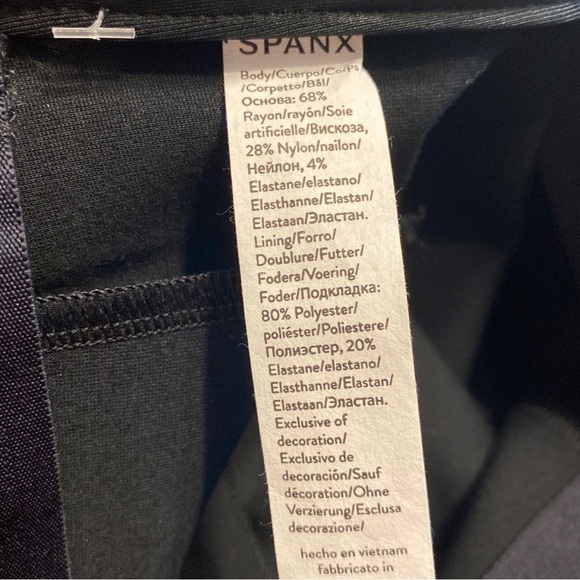 SPANX
Body/Cuerpo/Corps
/Corpetto/Bål/
Основа: 68%
Rayon/rayón/Soie
artificielle/Вискоза,
28% Nylon/nailon/
Нейлон, 4%
Elastane/elastano/
Elasthanne/Elastan/
Elastaan/Эластан.
Lining/Forro/
Doublure/Futter/
Fodera/Voering/
Foder/Подкладка:
80% Polyester/
poliéster/Poliestere/
Полиэстер, 20%
Elastane/elastano/
Elasthanne/Elastan/
Elastaan/Эластан.
Exclusive of
decoration/
Exclusivo de
decoración/Sauf
décoration/Ohne
Verzierung/Esclusa
decorazione/
hecho en vietnam
fabbricato in